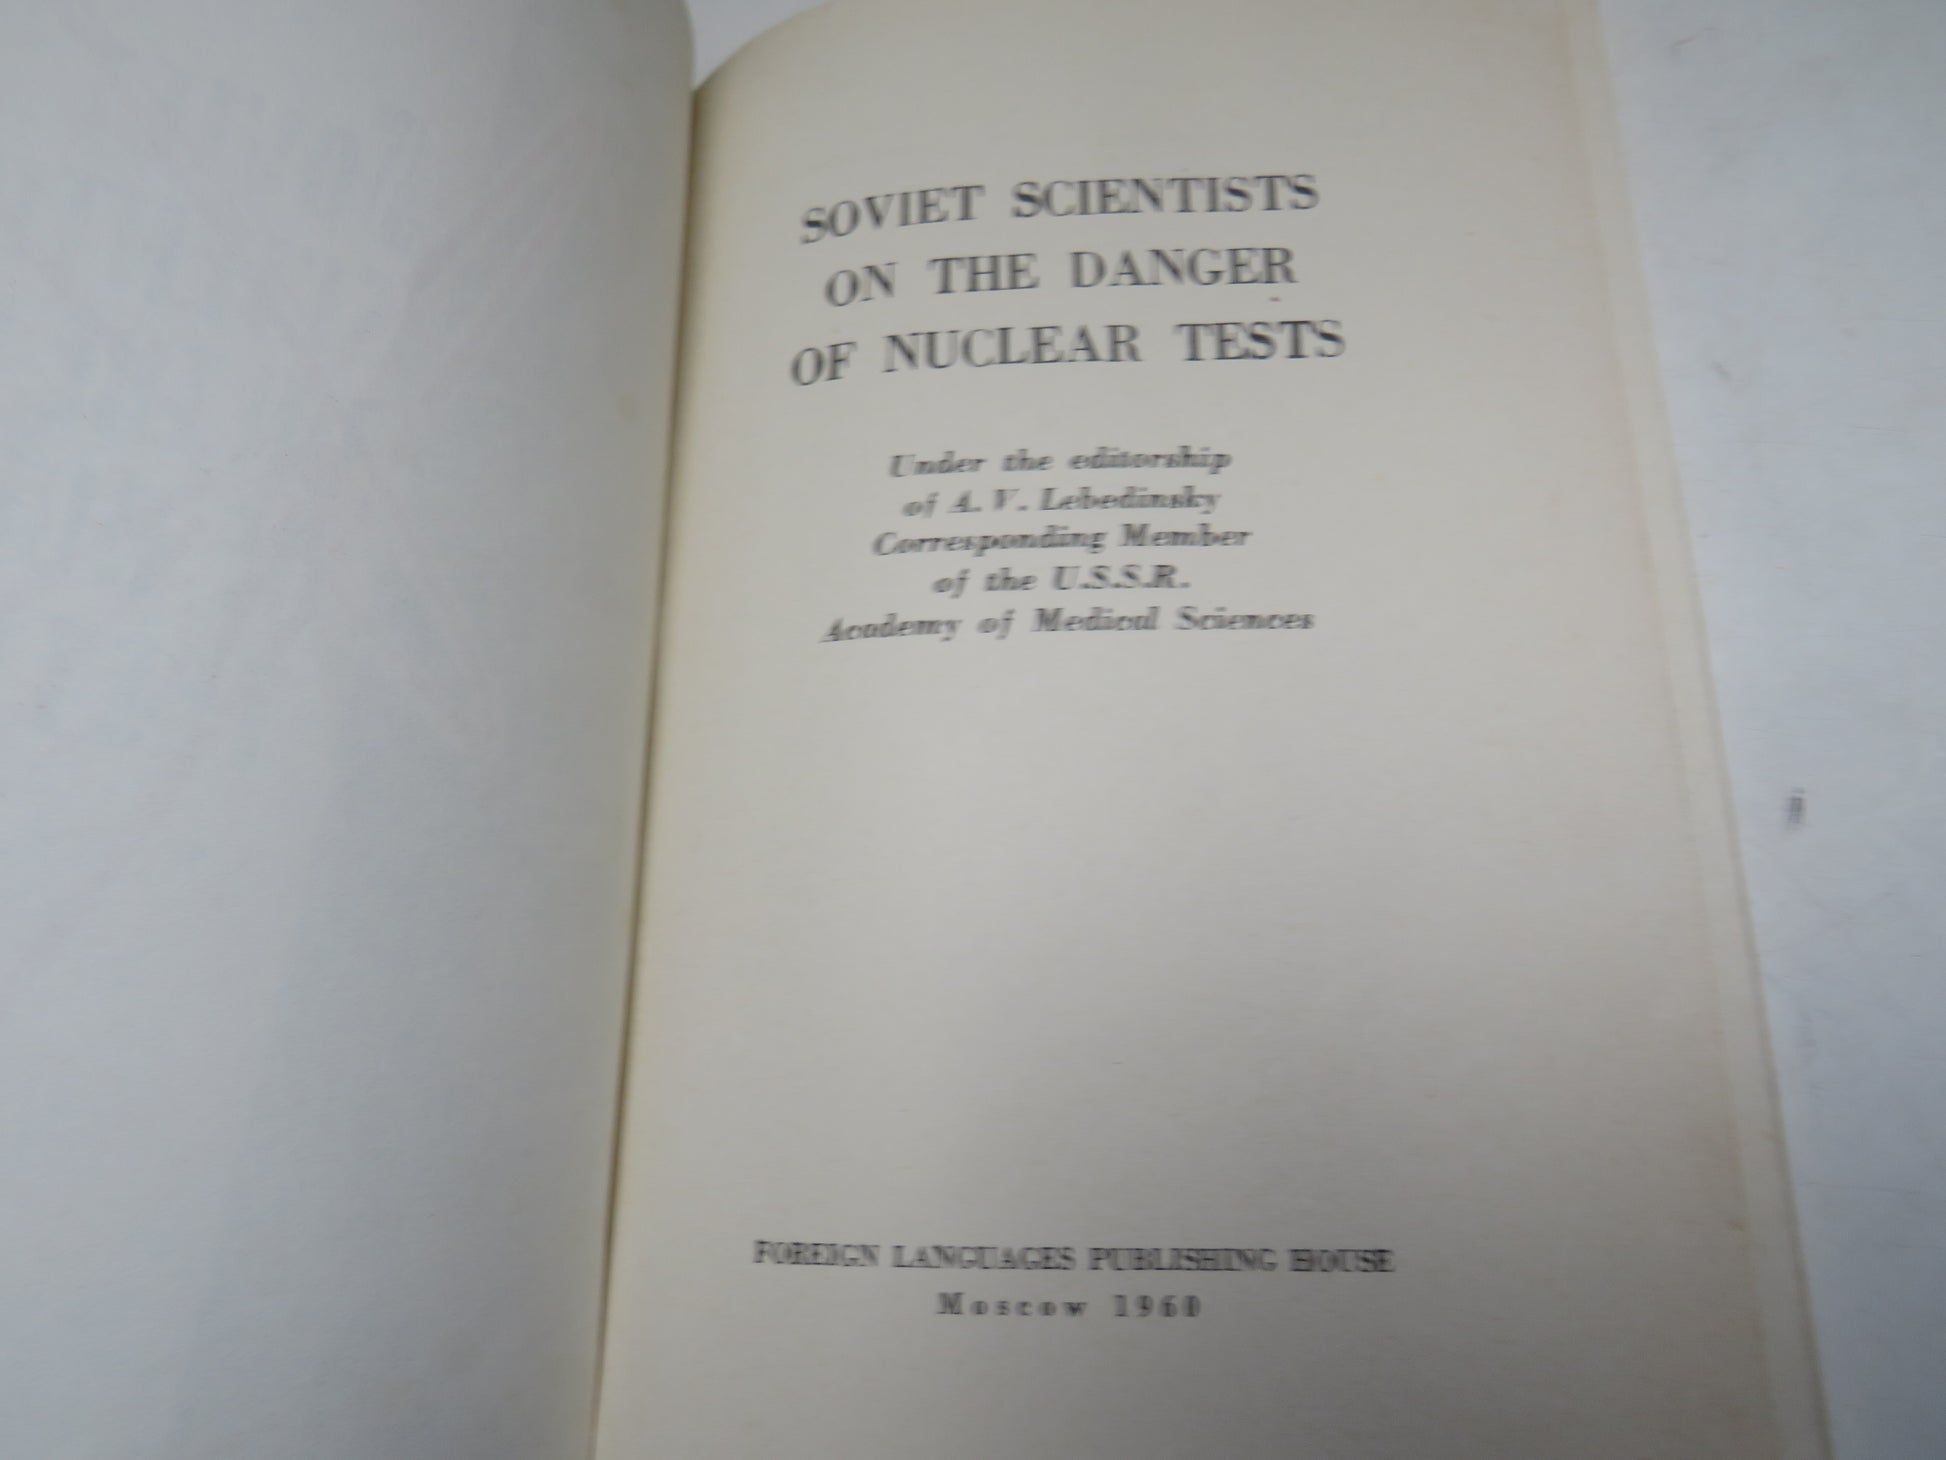 SOVIET SCIENTISTS
ON THE DANGER
OF NUCLEAR TESTS
Under the editorship
of A. V. Lebedinsky
Corresponding Member
of the U.S.S.R.
Academy of Medical Sciences
FOREIGN LANGUAGES PUBLISHING HOUSE
Moscow 1960